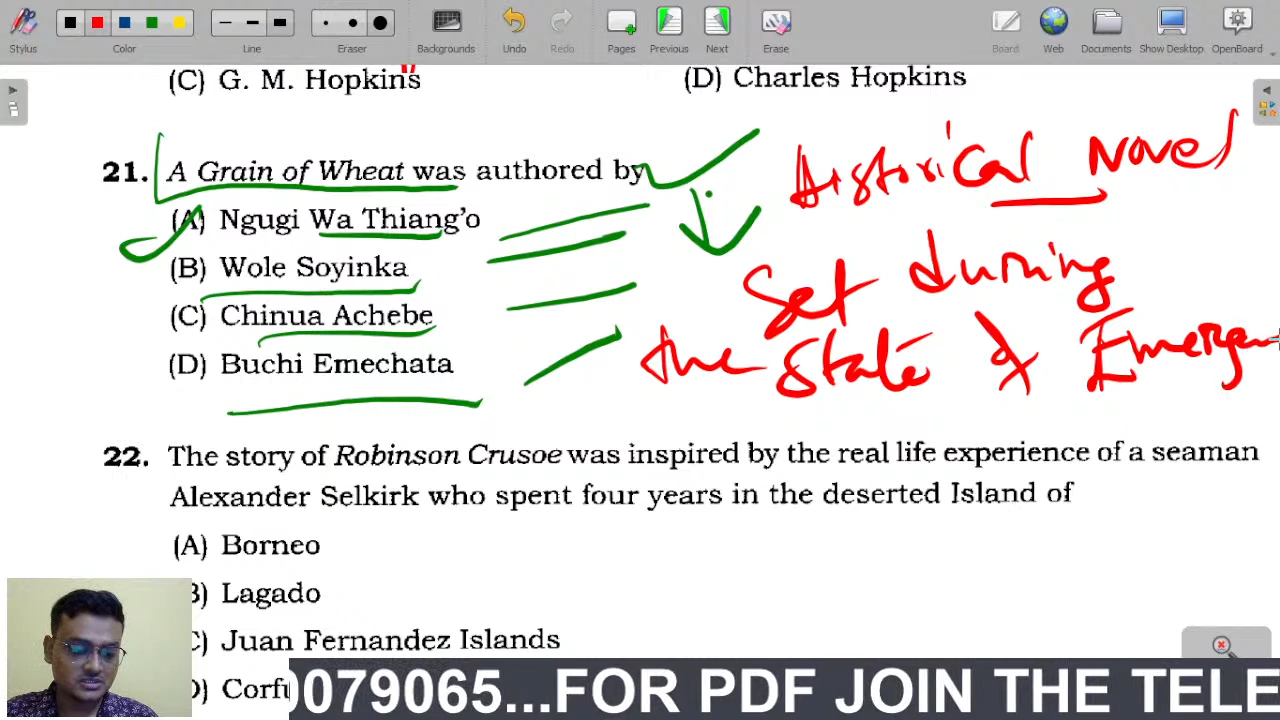 Stylus
Color
Line
Eraser
Backgrounds
Undo
Redo
Pages
Previous
Next
Erase
Board
Web
Documents
Show Desktop
OpenBoard
(C) G. M. Hopkins
(D) Charles Hopkins
21. A Grain of Wheat was authored by
(A) Ngugi Wa Thiang'o
(B) Wole Soyinka
(C) Chinua Achebe
(D) Buchi Emechata
Historical Novel
Set during
the State of Emergen
22. The story of Robinson Crusoe was inspired by the real life experience of a seaman
Alexander Selkirk who spent four years in the deserted Island of
(A) Borneo
B) Lagado
C) Juan Fernandez Islands
D) Corfu
0079065...FOR PDF JOIN THE TELE